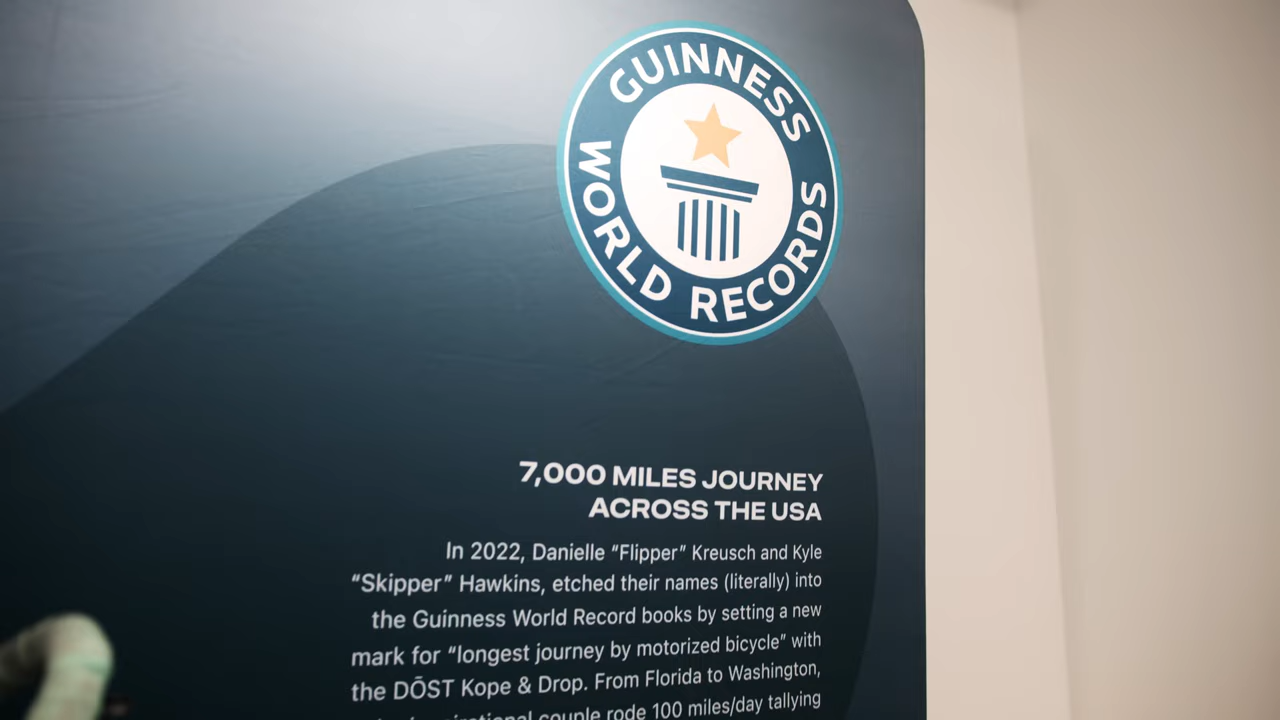 GUINNESS
WORLD RECORDS
7,000 MILES JOURNEY
ACROSS THE USA
In 2022, Danielle “Flipper” Kreusch and Kyle
“Skipper” Hawkins, etched their names (literally) into
the Guinness World Record books by setting a new
mark for “longest journey by motorized bicycle” with
the DŌST Kope & Drop. From Florida to Washington,
couple rode 100 miles/day tallying